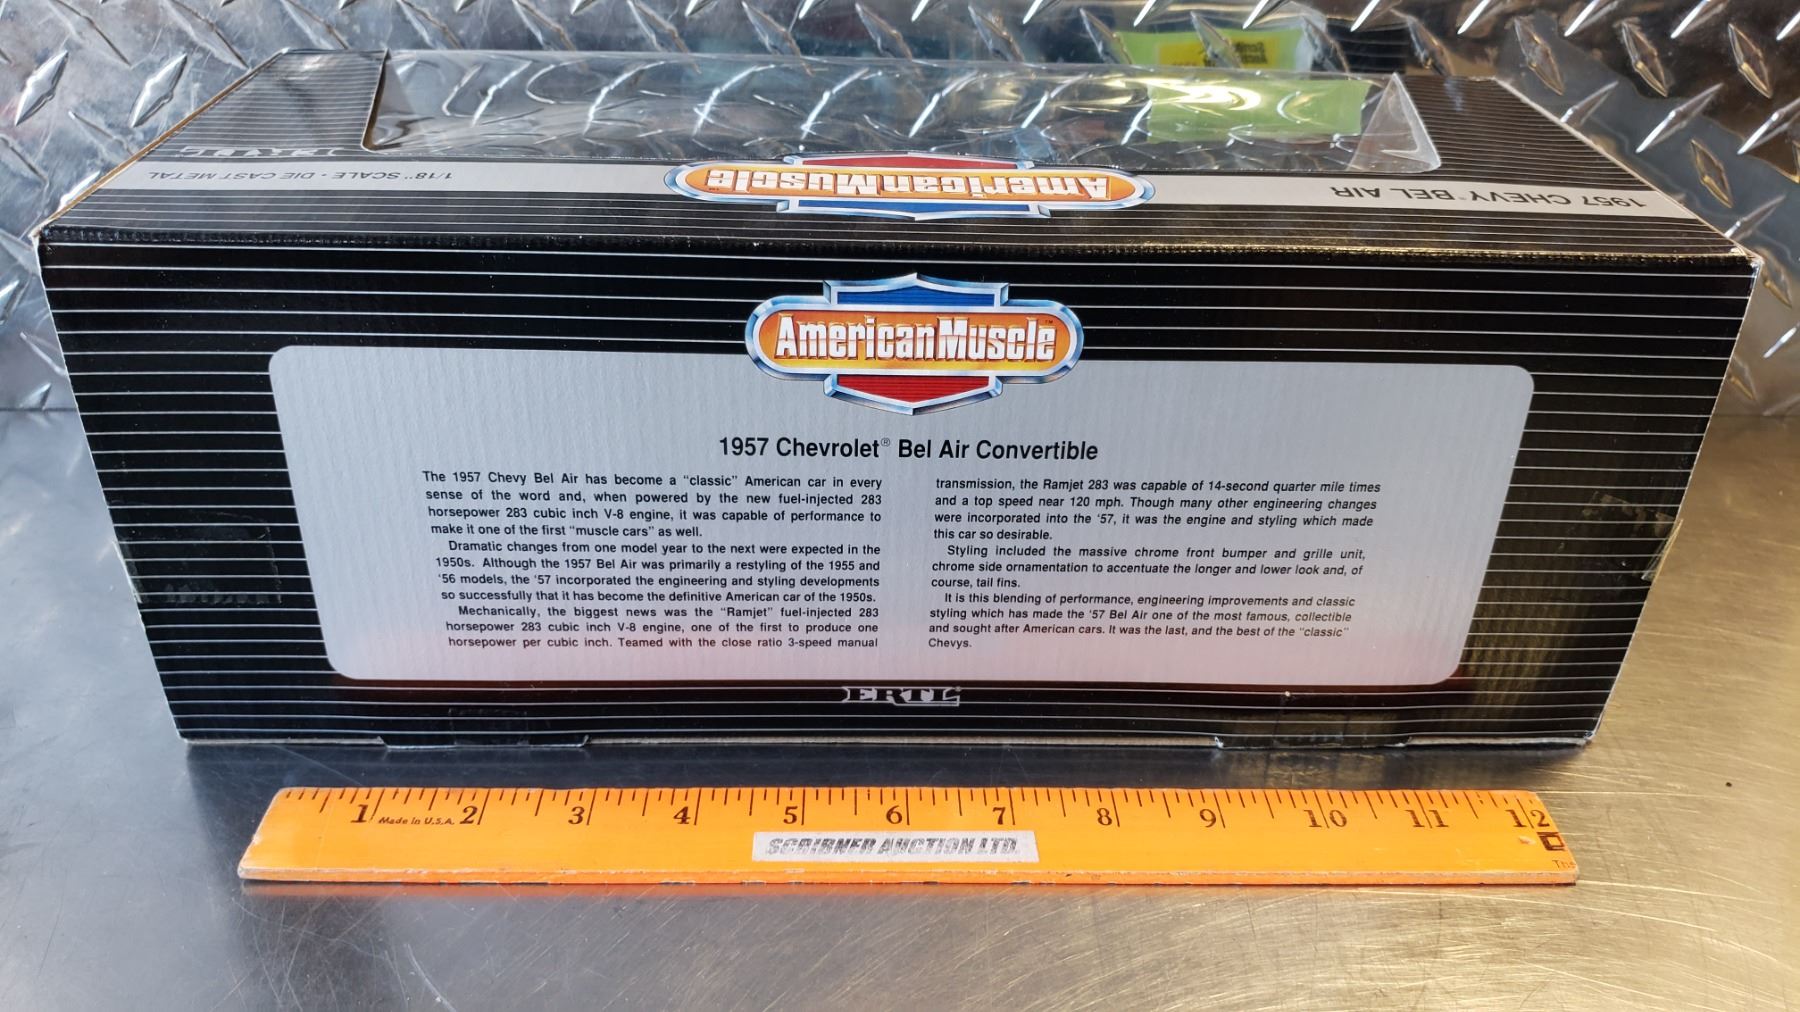 ERTL
1/18" SCALE - DIE CAST METAL
AmericanMuscle™
1957 CHEVY® BEL AIR
AmericanMuscle™
1957 Chevrolet® Bel Air Convertible
The 1957 Chevy Bel Air has become a “classic” American car in every
sense of the word and, when powered by the new fuel-injected 283
horsepower 283 cubic inch V-8 engine, it was capable of performance to
make it one of the first “muscle cars” as well.
Dramatic changes from one model year to the next were expected in the
1950s. Although the 1957 Bel Air was primarily a restyling of the 1955 and
‘56 models, the ‘57 incorporated the engineering and styling developments
so successfully that it has become the definitive American car of the 1950s.
Mechanically, the biggest news was the “Ramjet” fuel-injected 283
horsepower 283 cubic inch V-8 engine, one of the first to produce one
horsepower per cubic inch. Teamed with the close ratio 3-speed manual
transmission, the Ramjet 283 was capable of 14-second quarter mile times
and a top speed near 120 mph. Though many other engineering changes
were incorporated into the ‘57, it was the engine and styling which made
this car so desirable.
Styling included the massive chrome front bumper and grille unit,
chrome side ornamentation to accentuate the longer and lower look and, of
course, tail fins.
It is this blending of performance, engineering improvements and classic
styling which has made the ‘57 Bel Air one of the most famous, collectible
and sought after American cars. It was the last, and the best of the “classic”
Chevys.
ERTL®
1 Made in U.S.A. 2 3 4 5 6 7 8 9 10 11 12
SCRIBNER AUCTION LTD